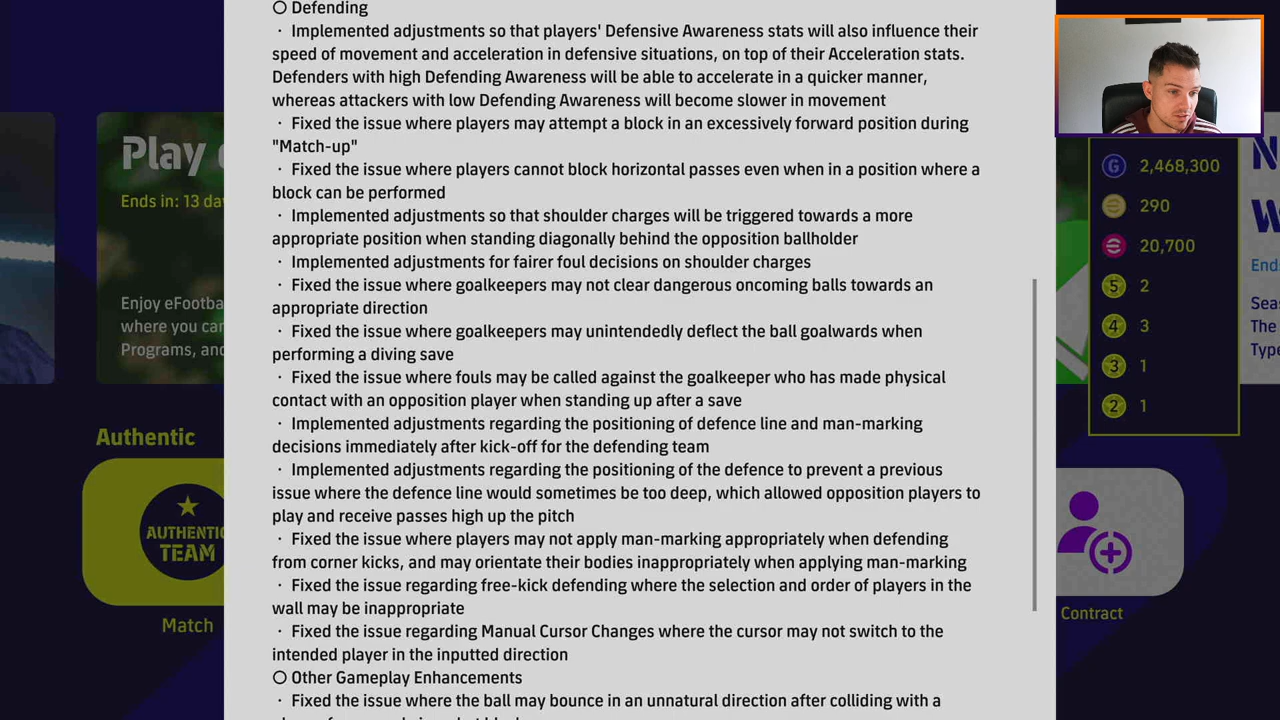 ○ Defending
· Implemented adjustments so that players' Defensive Awareness stats will also influence their
speed of movement and acceleration in defensive situations, on top of their Acceleration stats.
Defenders with high Defending Awareness will be able to accelerate in a quicker manner,
whereas attackers with low Defending Awareness will become slower in movement
· Fixed the issue where players may attempt a block in an excessively forward position during
"Match-up"
· Fixed the issue where players cannot block horizontal passes even when in a position where a
block can be performed
· Implemented adjustments so that shoulder charges will be triggered towards a more
appropriate position when standing diagonally behind the opposition ballholder
· Implemented adjustments for fairer foul decisions on shoulder charges
· Fixed the issue where goalkeepers may not clear dangerous oncoming balls towards an
appropriate direction
· Fixed the issue where goalkeepers may unintendedly deflect the ball goalwards when
performing a diving save
· Fixed the issue where fouls may be called against the goalkeeper who has made physical
contact with an opposition player when standing up after a save
· Implemented adjustments regarding the positioning of defence line and man-marking
decisions immediately after kick-off for the defending team
· Implemented adjustments regarding the positioning of the defence to prevent a previous
issue where the defence line would sometimes be too deep, which allowed opposition players to
play and receive passes high up the pitch
· Fixed the issue where players may not apply man-marking appropriately when defending
from corner kicks, and may orientate their bodies inappropriately when applying man-marking
· Fixed the issue regarding free-kick defending where the selection and order of players in the
wall may be inappropriate
· Fixed the issue regarding Manual Cursor Changes where the cursor may not switch to the
intended player in the inputted direction
○ Other Gameplay Enhancements
· Fixed the issue where the ball may bounce in an unnatural direction after colliding with a
Play
Ends in: 13 da
Enjoy eFootba
where you can
Programs, and
Authentic
AUTHENTIC
TEAM
Match
G 2,468,300
290
20,700
5 2
4 3
3 1
2 1
N
W
Ends
Seas
The
Type
Contract